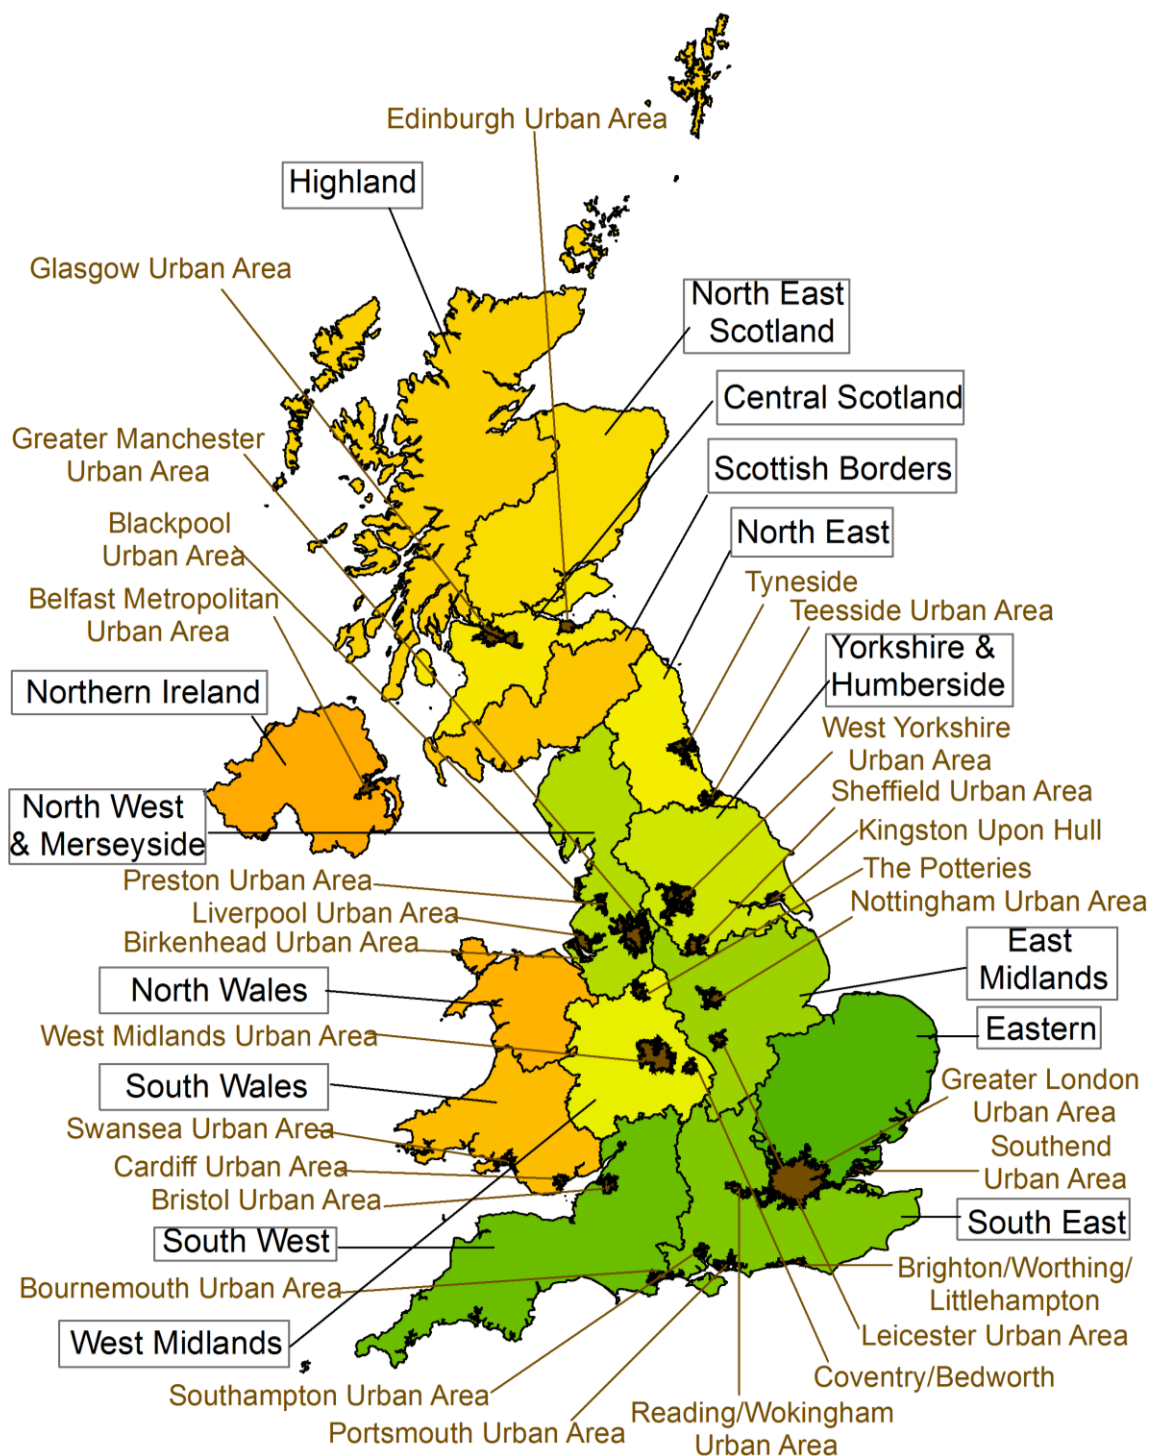 Edinburgh Urban Area
Highland
Glasgow Urban Area
North East
Scotland
Central Scotland
Greater Manchester
Urban Area
Scottish Borders
Blackpool
Urban Area
North East
Tyneside
Belfast Metropolitan
Urban Area
Teesside Urban Area
Yorkshire &
Humberside
Northern Ireland
West Yorkshire
Urban Area
Sheffield Urban Area
North West
& Merseyside
Kingston Upon Hull
The Potteries
Preston Urban Area
Nottingham Urban Area
Liverpool Urban Area
Birkenhead Urban Area
East
Midlands
North Wales
West Midlands Urban Area
Eastern
South Wales
Greater London
Urban Area
Swansea Urban Area
Southend
Urban Area
Cardiff Urban Area
Bristol Urban Area
South East
South West
Bournemouth Urban Area
Brighton/Worthing/
Littlehampton
West Midlands
Leicester Urban Area
Coventry/Bedworth
Southampton Urban Area
Reading/Wokingham
Urban Area
Portsmouth Urban Area